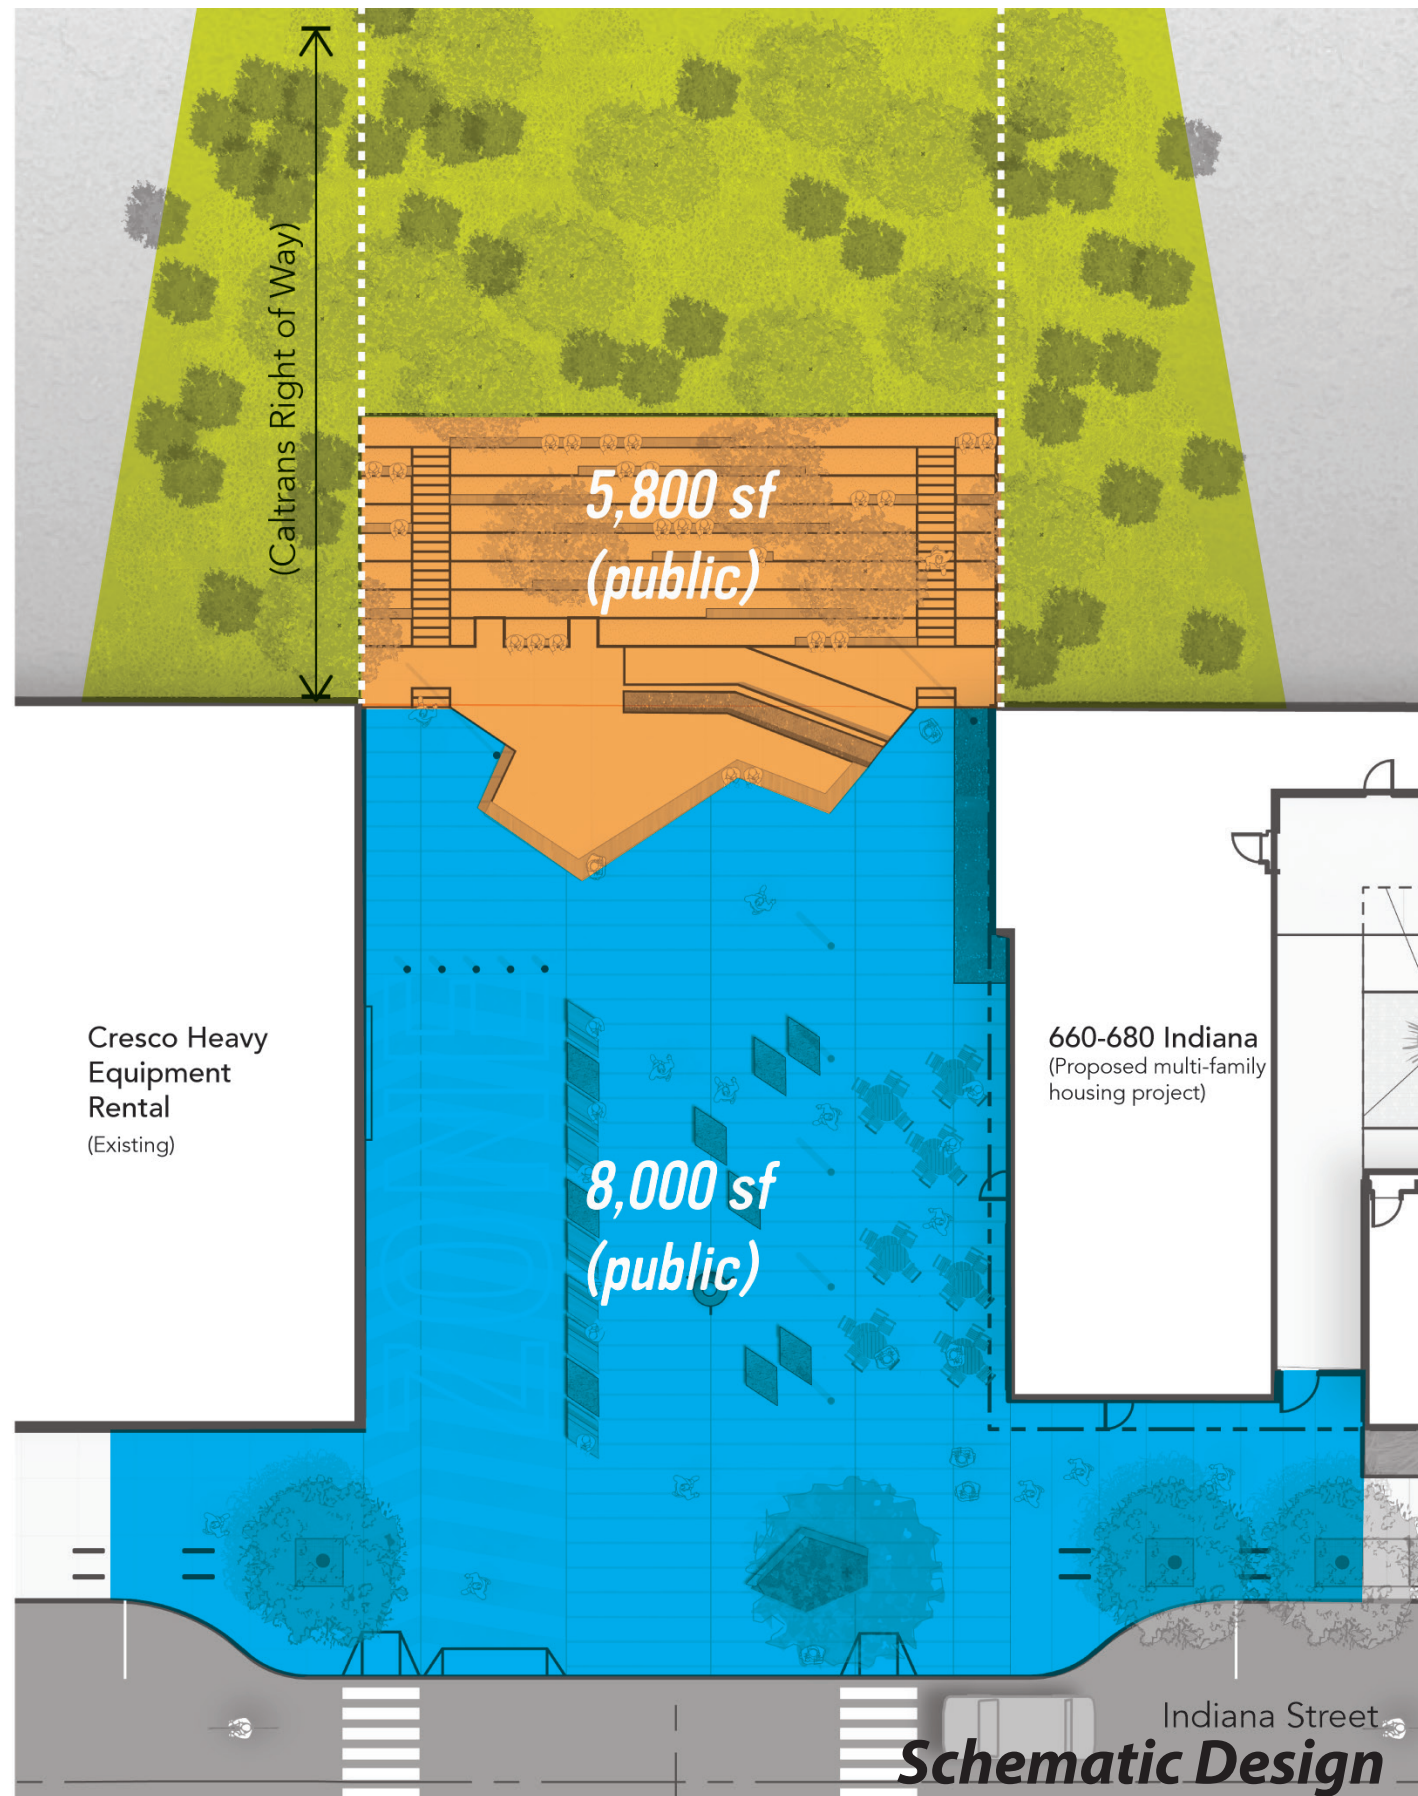 (Caltrans Right of Way)
5,800 sf
(public)
Cresco Heavy
Equipment
Rental
(Existing)
660-680 Indiana
(Proposed multi-family
housing project)
8,000 sf
(public)
Indiana Street
Schematic Design